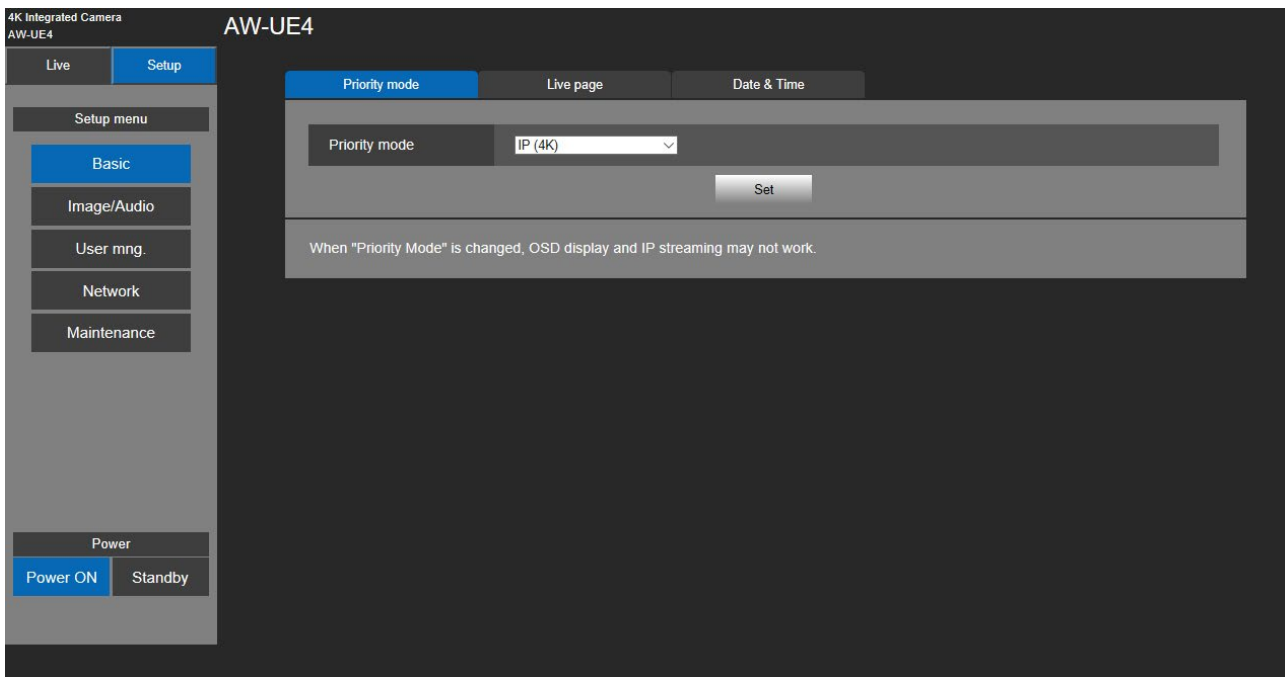 4K Integrated Camera
AW-UE4
AW-UE4
Live Setup
Setup menu
Basic
Image/Audio
User mng.
Network
Maintenance
Power
Power ON Standby
Priority mode Live page Date & Time
Priority mode IP (4K)
Set
When "Priority Mode" is changed, OSD display and IP streaming may not work.